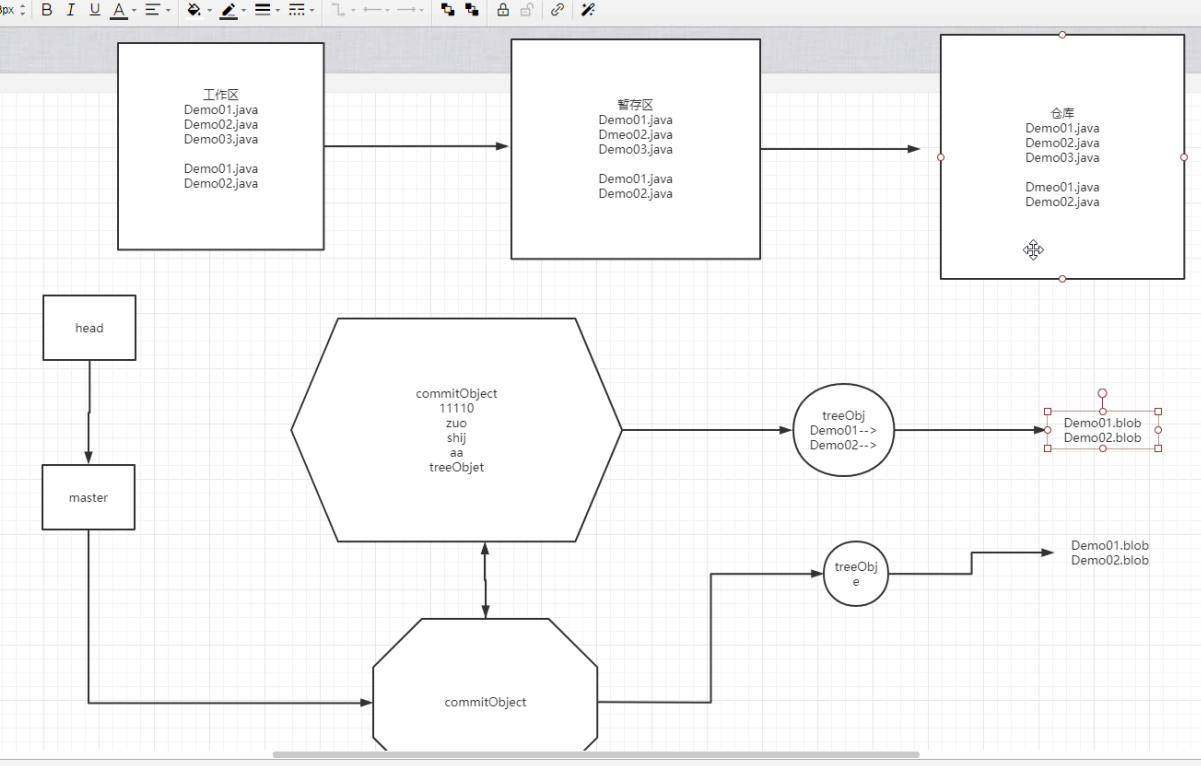 px
B I U A
工作区
Demo01.java
Demo02.java
Demo03.java
Demo01.java
Demo02.java
暂存区
Demo01.java
Dmeo02.java
Demo03.java
Demo01.java
Demo02.java
仓库
Demo01.java
Demo02.java
Demo03.java
Dmeo01.java
Demo02.java
head
master
commitObject
11110
zuo
shij
aa
treeObjet
treeObj
Demo01-->
Demo02-->
Demo01.blob
Demo02.blob
commitObject
treeObj
e
Demo01.blob
Demo02.blob